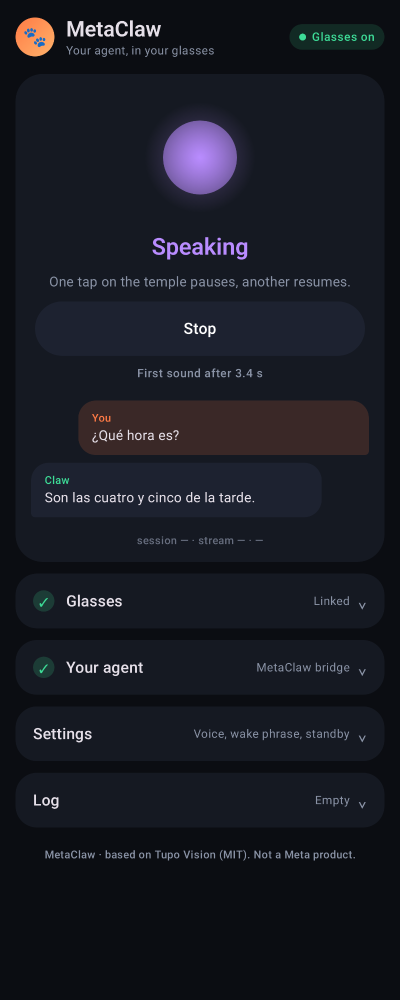 MetaClaw
Your agent, in your glasses
Glasses on
Speaking
One tap on the temple pauses, another resumes.
Stop
First sound after 3.4 s
You
¿Qué hora es?
Claw
Son las cuatro y cinco de la tarde.
session — · stream — · —
Glasses
Linked
Your agent
MetaClaw bridge
Settings
Voice, wake phrase, standby
Log
Empty
MetaClaw · based on Tupo Vision (MIT). Not a Meta product.